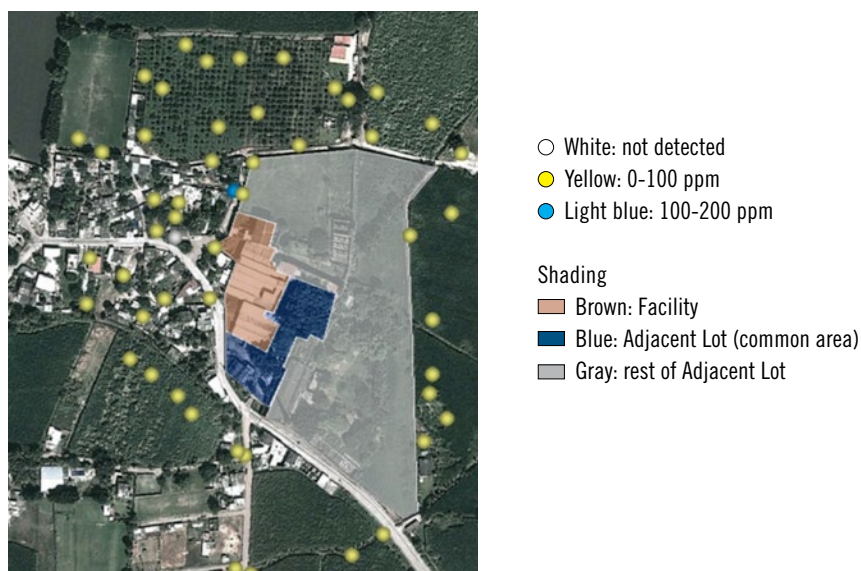 White: not detected
Yellow: 0-100 ppm
Light blue: 100-200 ppm
Shading
Brown: Facility
Blue: Adjacent Lot (common area)
Gray: rest of Adjacent Lot